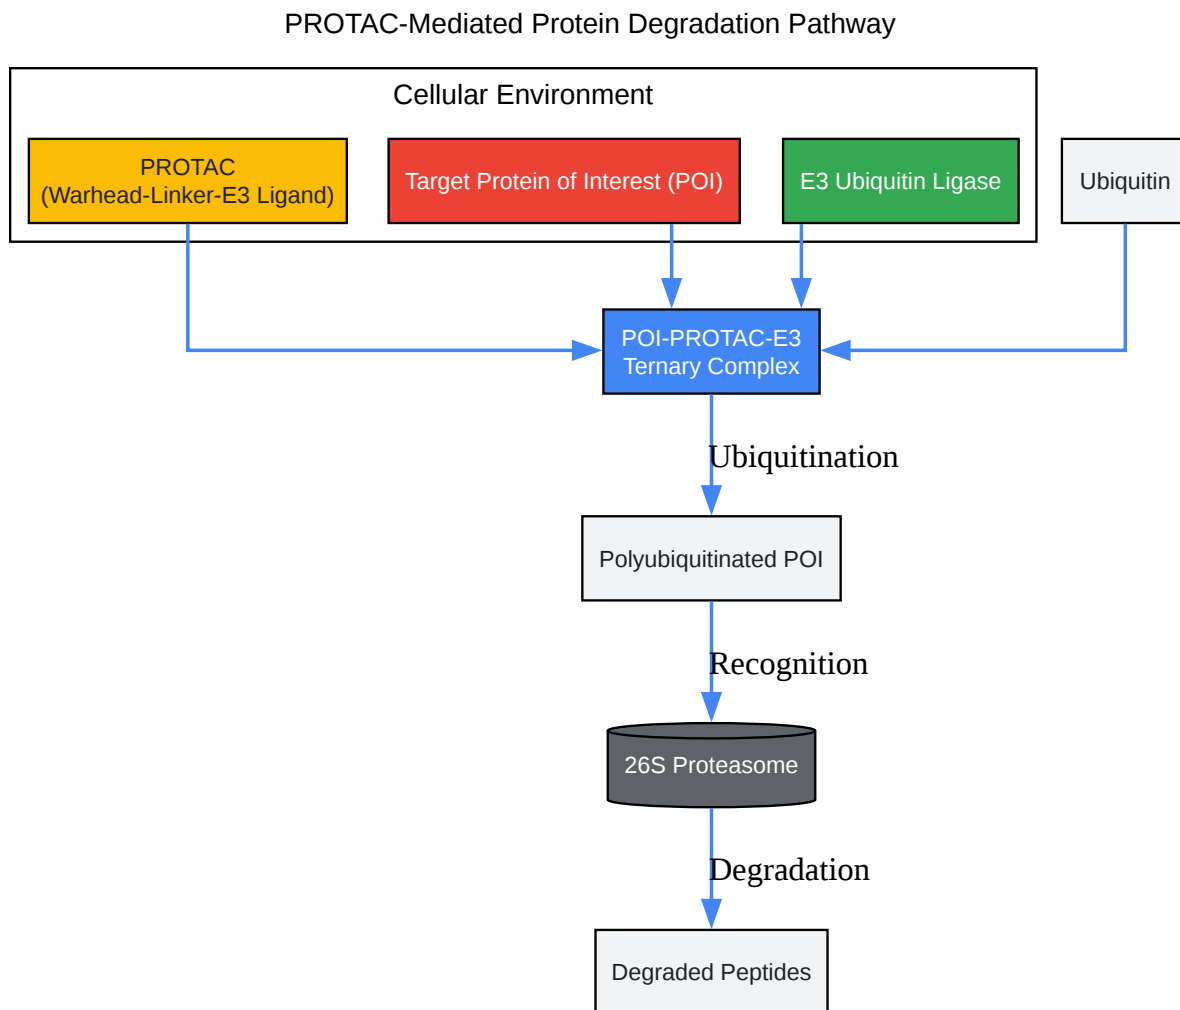 PROTAC-Mediated Protein Degradation Pathway
Cellular Environment
PROTAC
(Warhead-Linker-E3 Ligand)
Target Protein of Interest (POI)
E3 Ubiquitin Ligase
Ubiquitin
POI-PROTAC-E3
Ternary Complex
Ubiquitination
Polyubiquitinated POI
Recognition
26S Proteasome
Degradation
Degraded Peptides